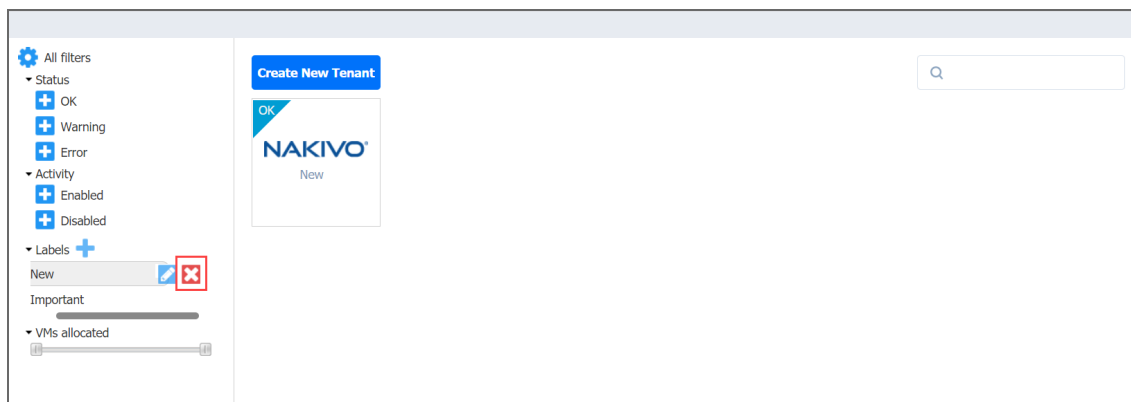 All filters
Status
OK
Warning
Error
Activity
Enabled
Disabled
Labels
New
Important
VMs allocated
Create New Tenant
OK
NAKIVO®
New